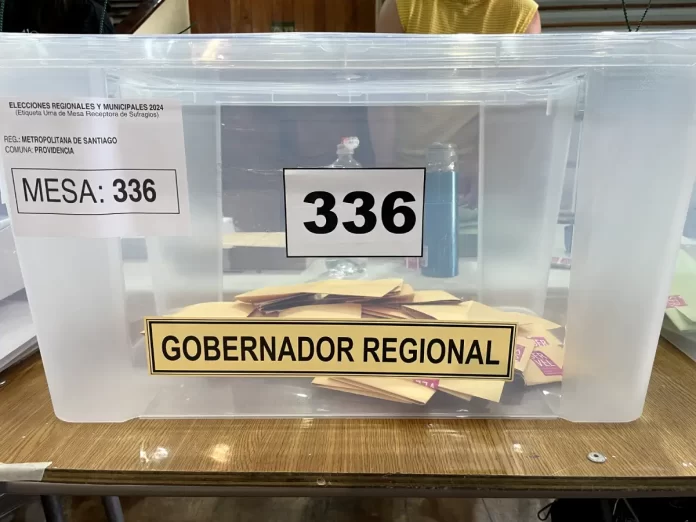 ELECCIONES REGIONALES Y MUNICIPALES 2024
(Etiqueta Urna de Mesa Receptora de Sufragios)
REG.: METROPOLITANA DE SANTIAGO
COMUNA: PROVIDENCIA
MESA: 336
336
GOBERNADOR REGIONAL